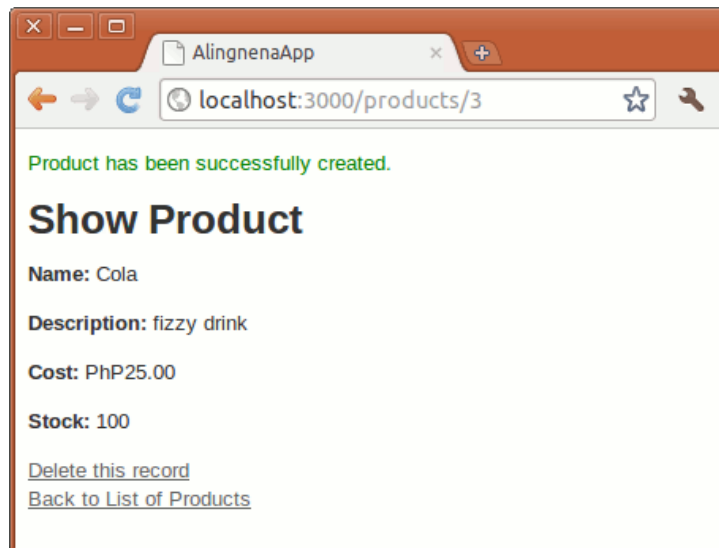 AlingnenaApp
localhost:3000/products/3
Product has been successfully created.
Show Product
Name: Cola
Description: fizzy drink
Cost: PhP25.00
Stock: 100
Delete this record
Back to List of Products